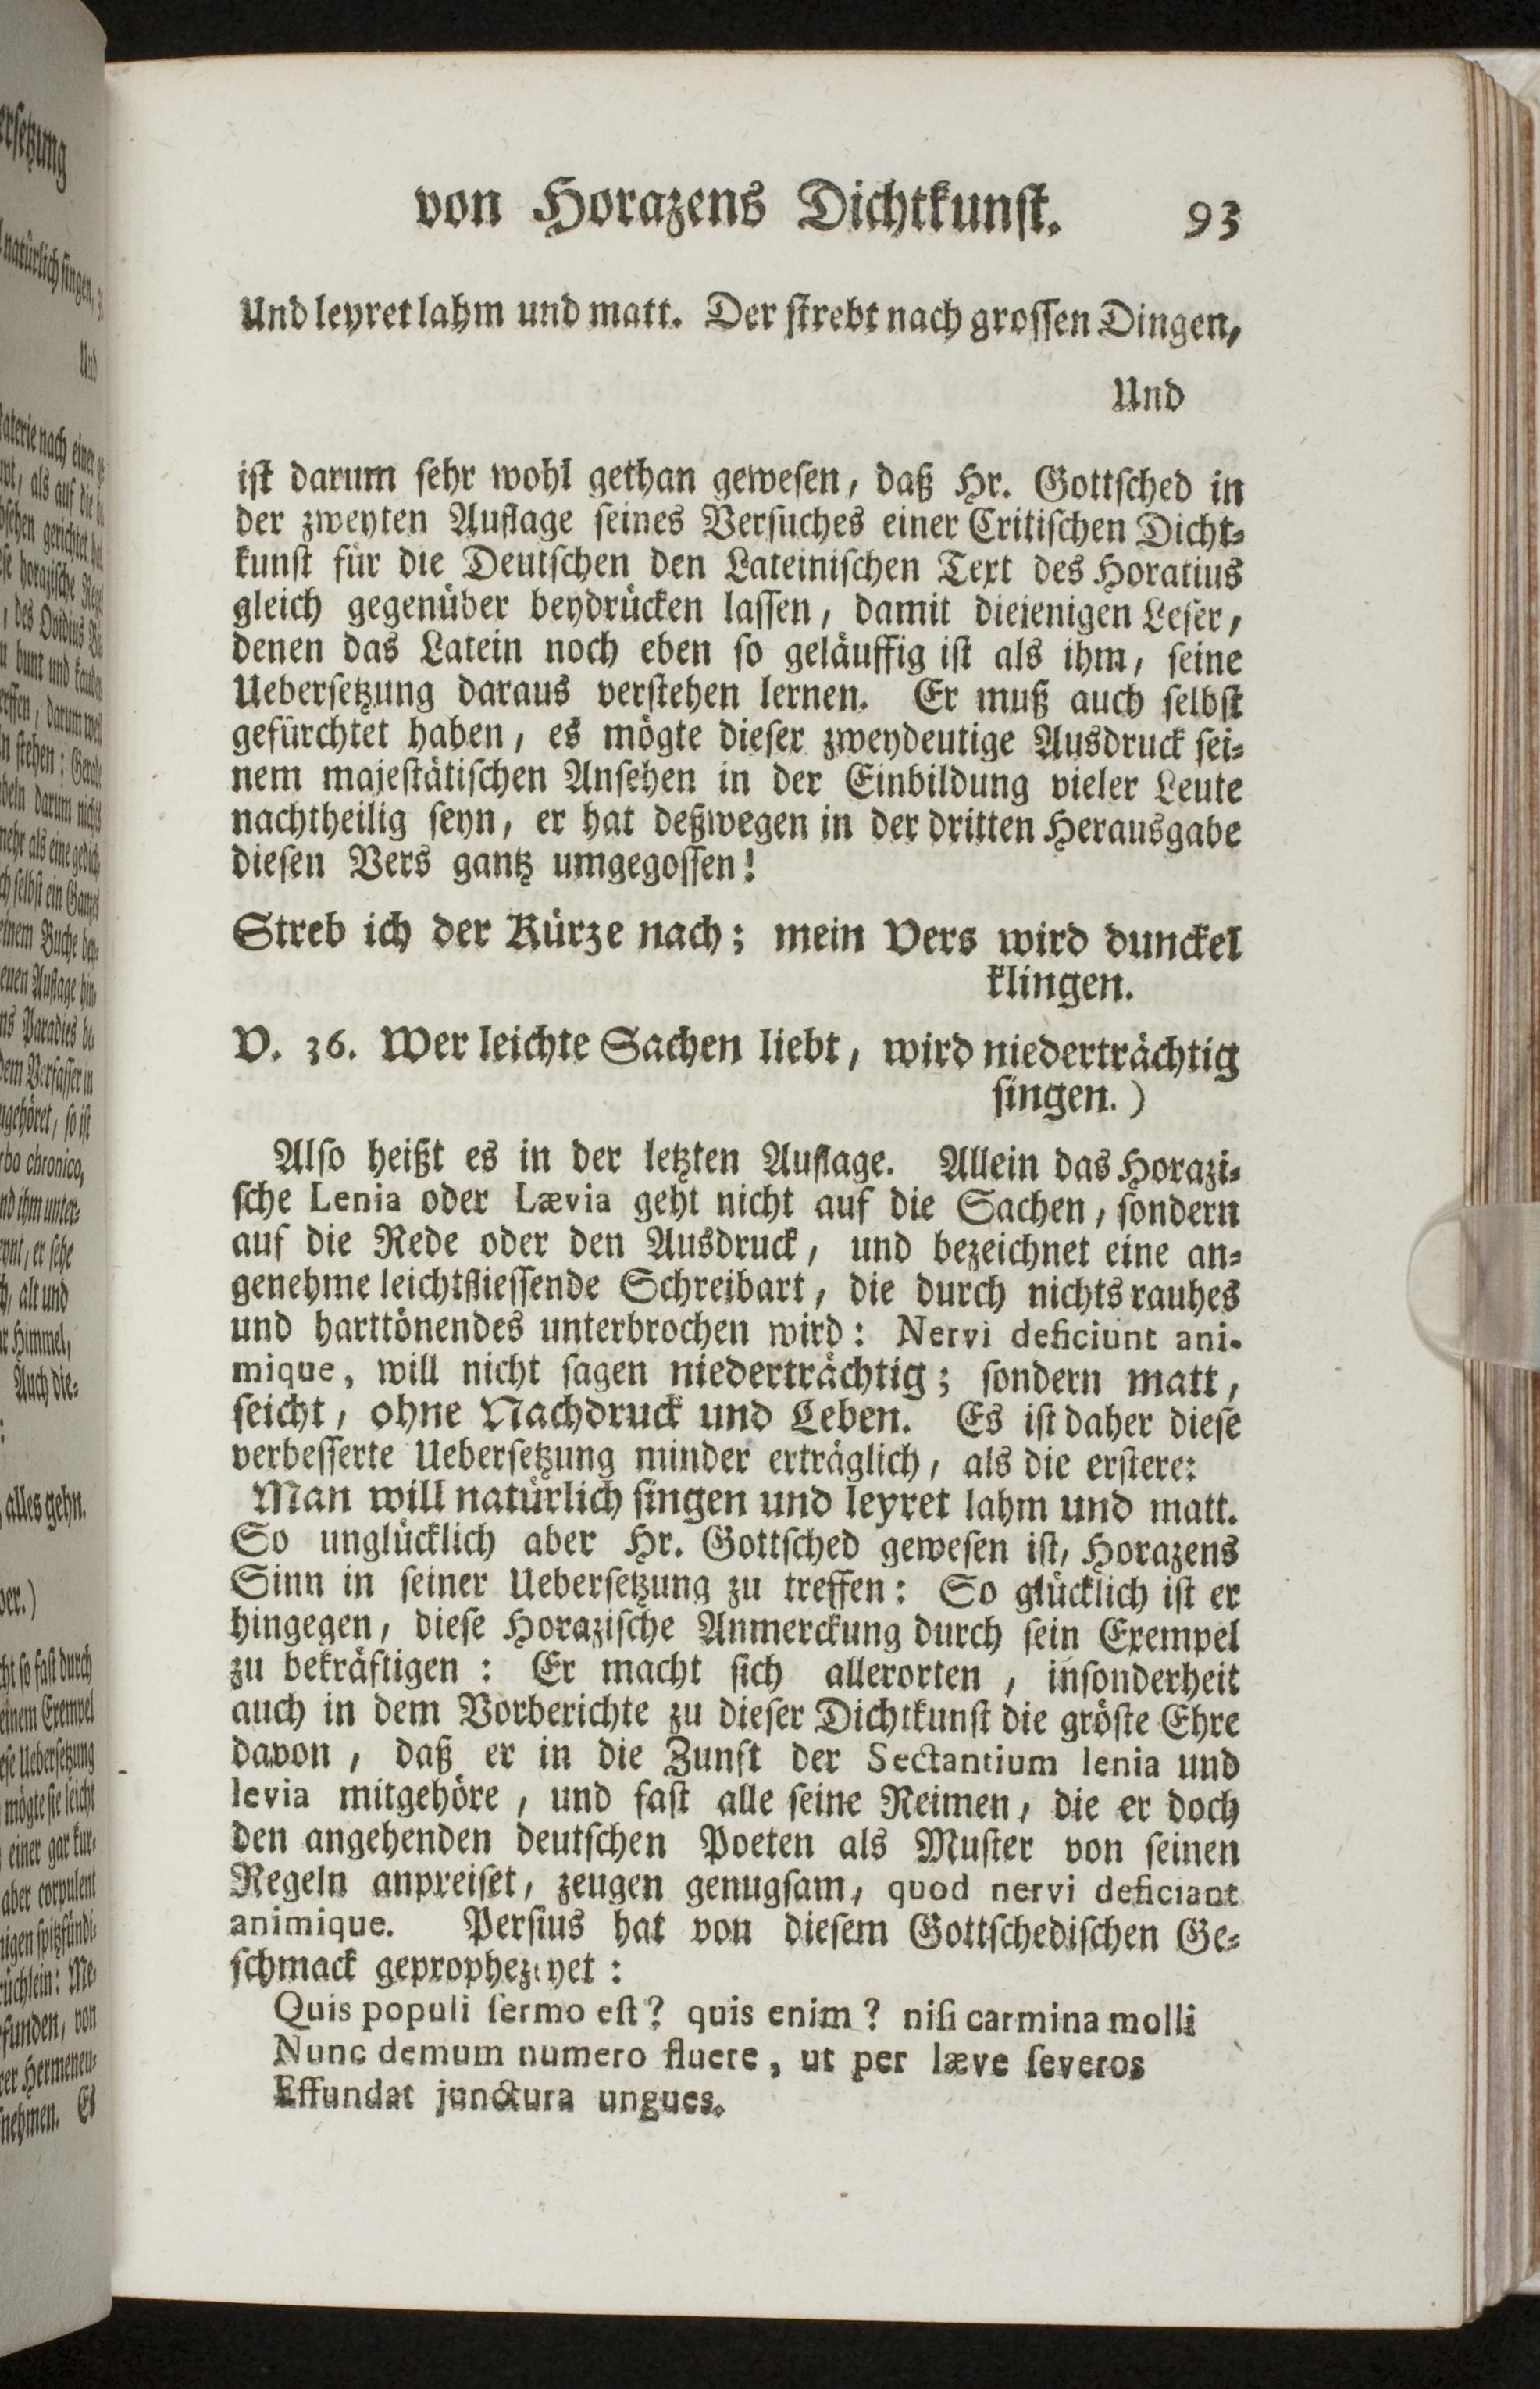 von Horazens Dichtkunst. 93
Und leyret lahm und matt. Der strebt nach grossen Dingen,
Und
ist darum sehr wohl gethan gewesen, daß Hr. Gottsched in
der zweyten Auflage seines Versuches einer Critischen Dicht-
kunst für die Deutschen den Lateinischen Text des Horatius
gleich gegenüber beydrücken lassen, damit diejenigen Leser,
denen das Latein noch eben so geläuffig ist als ihm, seine
Uebersetzung daraus verstehen lernen. Er muß auch selbst
gefürchtet haben, es mögte dieser zweydeutige Ausdruck sei-
nem majestätischen Ansehen in der Einbildung vieler Leute
nachtheilig seyn, er hat deßwegen in der dritten Herausgabe
diesen Vers gantz umgegossen!
Streb ich der Kürze nach; mein Vers wird dunckel
klingen.
V. 36. Wer leichte Sachen liebt, wird niederträchtig
singen.)
Also heißt es in der letzten Auflage. Allein das Horazi-
sche Lenia oder Lævia geht nicht auf die Sachen, sondern
auf die Rede oder den Ausdruck, und bezeichnet eine an-
genehme leichtfliessende Schreibart, die durch nichts rauhes
und harttönendes unterbrochen wird: Nervi deficiunt ani-
mique, will nicht sagen niederträchtig; sondern matt,
seicht, ohne Nachdruck und Leben. Es ist daher diese
verbesserte Uebersetzung minder erträglich, als die erstere:
Man will natürlich singen und leyret lahm und matt.
So unglücklich aber Hr. Gottsched gewesen ist, Horazens
Sinn in seiner Uebersetzung zu treffen: So glücklich ist er
hingegen, diese Horazische Anmerckung durch sein Exempel
zu bekräftigen: Er macht sich allerorten, insonderheit
auch in dem Vorberichte zu dieser Dichtkunst die gröste Ehre
davon, daß er in die Zunft der Sectantium lenia und
levia mitgehöre, und fast alle seine Reimen, die er doch
den angehenden deutschen Poeten als Muster von seinen
Regeln anpreiset, zeugen genugsam, quod nervi deficiant
animique. Persius hat von diesem Gottschedischen Ge-
schmack geprophezeyet:
Quis populi sermo est? quis enim? nisi carmina molli
Nunc demum numero fluere, ut per læve severos
Effundat junctura ungues.